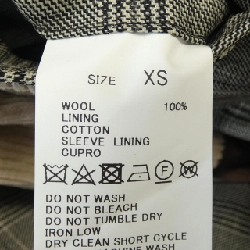 SIZE XS
WOOL 100%
LINING
COTTON
SLEEVE LINING
CUPRO
DO NOT WASH
DO NOT BLEACH
DO NOT TUMBLE DRY
IRON LOW
DRY CLEAN SHORT CYCLE
WASH